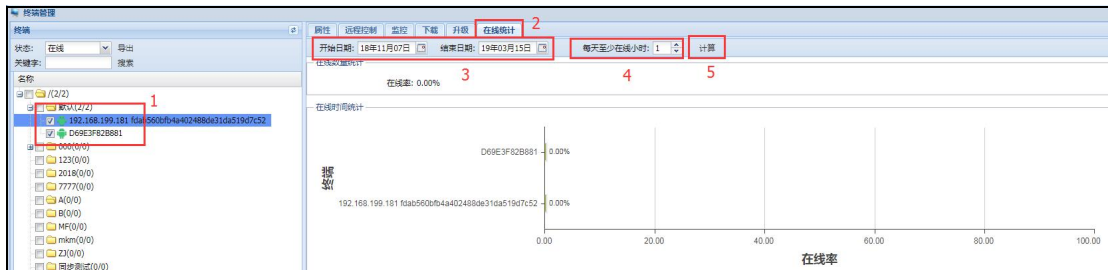 终端管理
终端
状态: 在线 导出
关键字: 搜索
名称
/(2/2)
默认(2/2)
192.168.199.181 fdab560bfb4a402488de31da519d7c52
D69E3F82B881
000(0/0)
123(0/0)
2018(0/0)
7777(0/0)
A(0/0)
B(0/0)
MF(0/0)
mkm(0/0)
ZJ(0/0)
同步测试(0/0)
1
属性 远程控制 监控 下载 升级 在线统计 2
开始日期: 18年11月07日 结束日期: 19年03月15日 每天至少在线小时: 1 计算
3 4 5
在线数量统计
在线率: 0.00%
在线时间统计
终端
D69E3F82B881 0.00%
192.168.199.181 fdab560bfb4a402488de31da519d7c52 0.00%
0.00 20.00 40.00 60.00 80.00 100.00
在线率